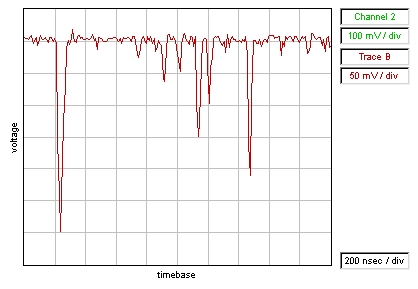 Channel 2
100 mV / div
Trace B
50 mV / div
voltage
200 nsec / div
timebase